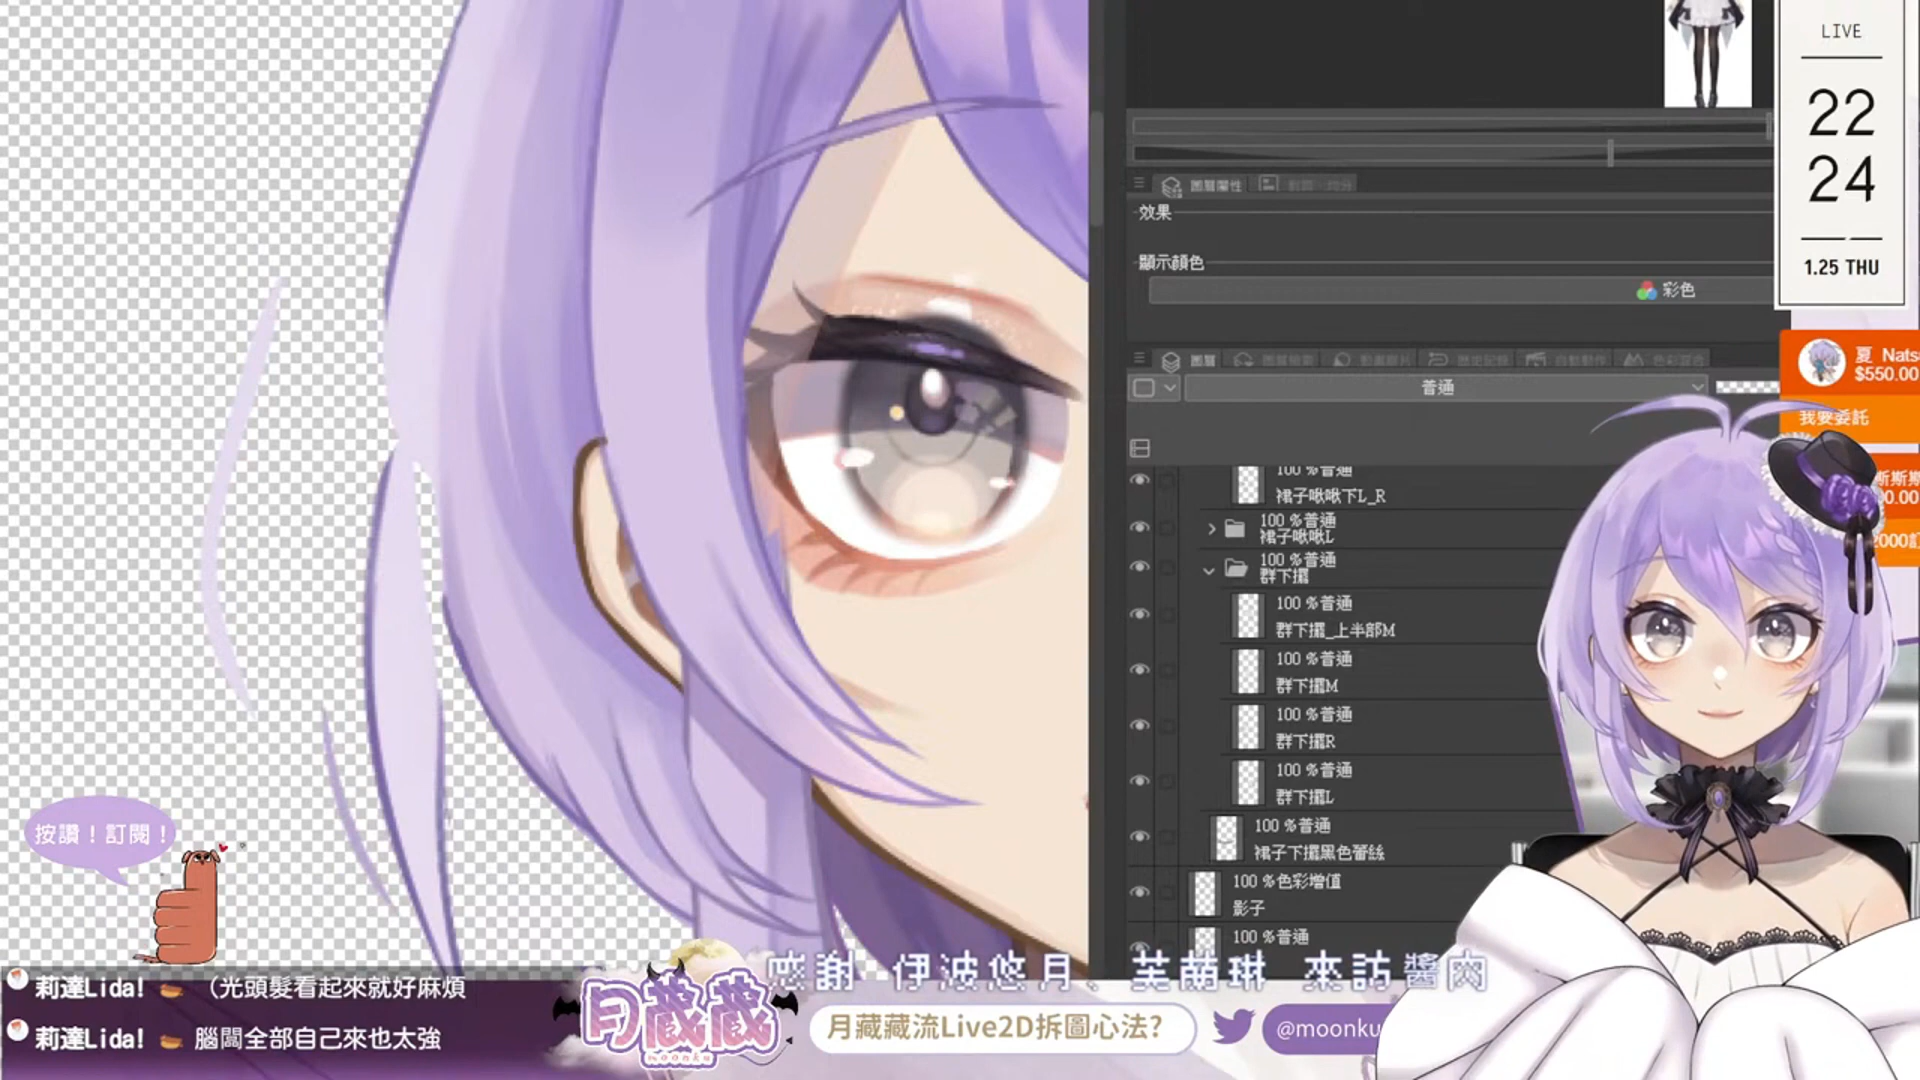 LIVE
22
24
1.25 THU
圖層屬性
效果
顯示顏色
彩色
圖層
普通
夏 Nats
$550.00
我要委託
100 %普通
裙子啾啾下L_R
100 %普通
裙子啾啾L
100 %普通
群下擺
100 %普通
群下擺_上半部M
100 %普通
群下擺M
100 %普通
群下擺R
100 %普通
群下擺L
100 %普通
裙子下擺黑色蕾絲
100 %色彩增值
影子
100 %普通
按讚！訂閱！
莉達Lida! （光頭髮看起來就好麻煩
莉達Lida! 腦闆全部自己來也太強
感謝 伊波悠月、芙萠琳 來訪醬肉
月藏藏
moonku
月藏藏流Live2D拆圖心法?
@moonku